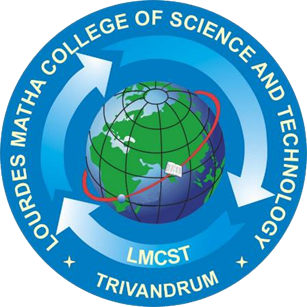 LOURDES MATHA COLLEGE OF SCIENCE AND TECHNOLOGY
LMCST
TRIVANDRUM